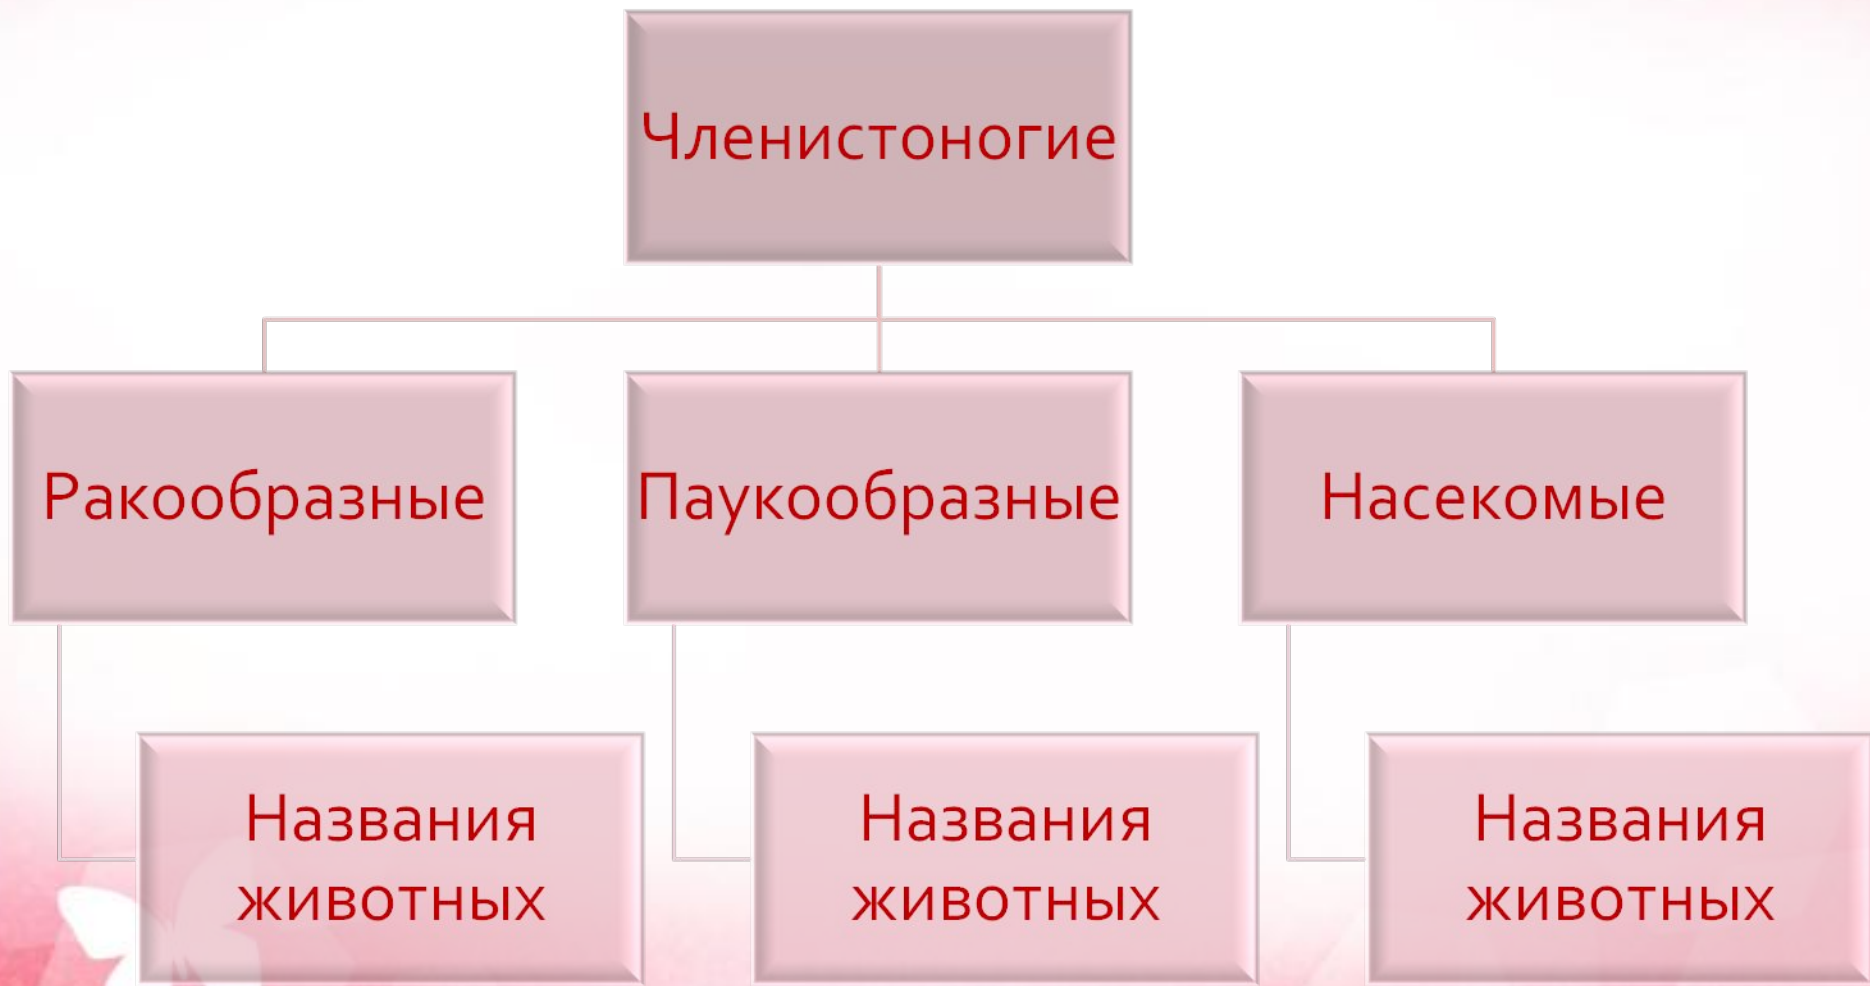 Членистоногие
Ракообразные
Паукообразные
Насекомые
Названия
животных
Названия
животных
Названия
животных